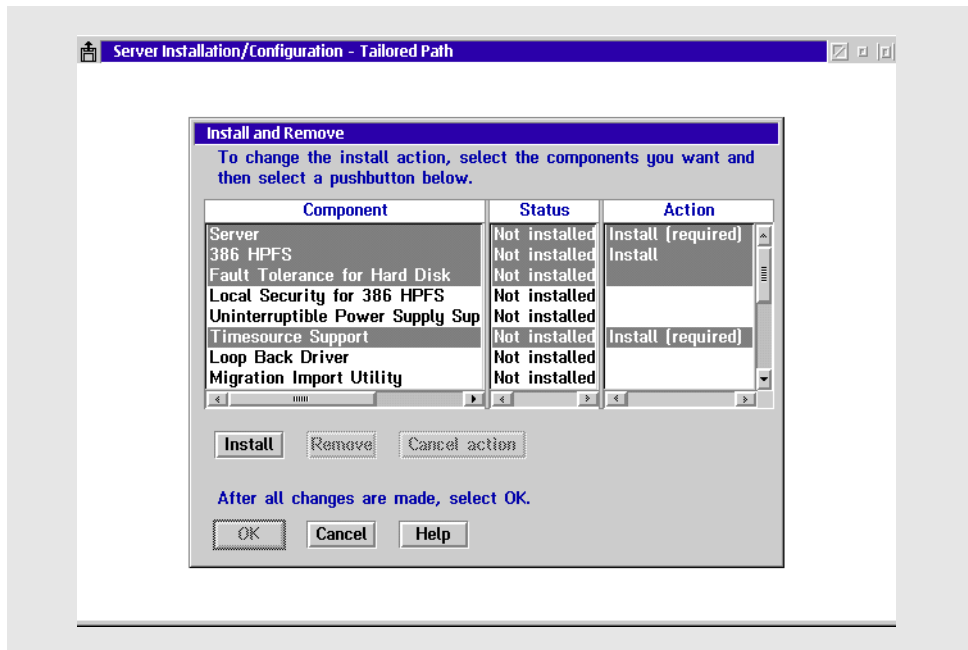 Server Installation/Configuration - Tailored Path
Install and Remove
To change the install action, select the components you want and
then select a pushbutton below.
Component Status Action
Server Not installed Install (required)
386 HPFS Not installed Install
Fault Tolerance for Hard Disk Not installed
Local Security for 386 HPFS Not installed
Uninterruptible Power Supply Sup Not installed
Timesource Support Not installed Install (required)
Loop Back Driver Not installed
Migration Import Utility Not installed
Install Remove Cancel action
After all changes are made, select OK.
OK Cancel Help